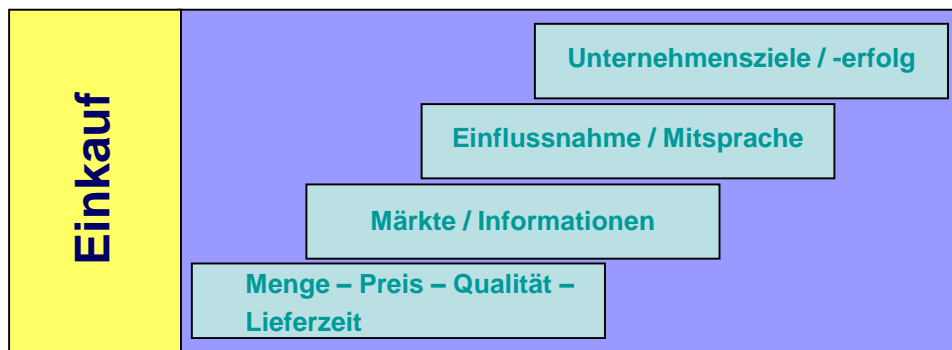 Einkauf
Unternehmensziele / -erfolg
Einflussnahme / Mitsprache
Märkte / Informationen
Menge – Preis – Qualität –
Lieferzeit